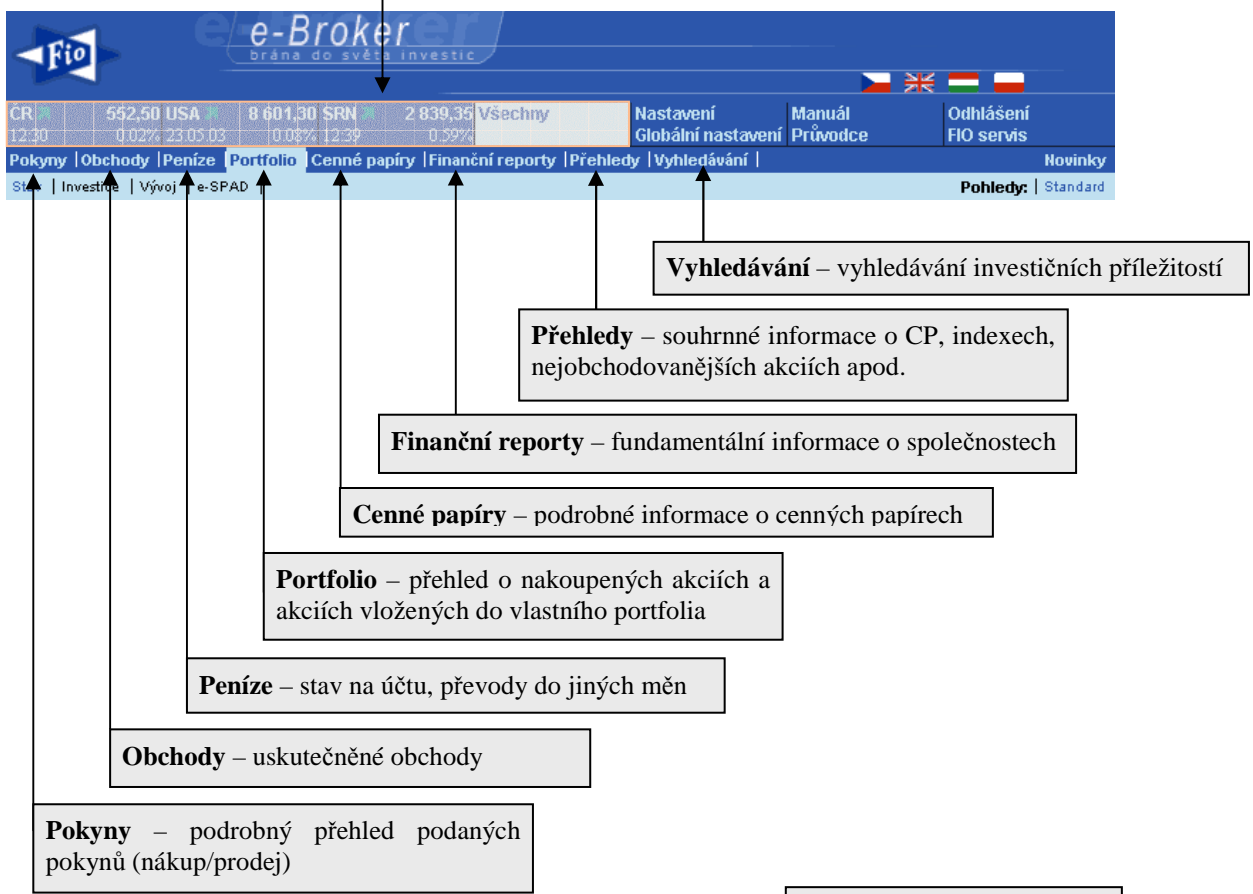 Fio
e-Broker
brána do světa investic
ČR 552,50 USA 8 601,30 SRN 2 839,35 Všechny
12:30 0.02% 23.05.03 0.08% 12:39 0.59%
Nastavení Manuál Odhlášení
Globální nastavení Průvodce FIO servis
Pokyny | Obchody | Peníze | Portfolio | Cenné papíry | Finanční reporty | Přehledy | Vyhledávání | Novinky
Stav | Investice | Vývoj | e-SPAD | Pohledy: | Standard
Vyhledávání – vyhledávání investičních příležitostí
Přehledy – souhrnné informace o CP, indexech,
nejobchodovanějších akciích apod.
Finanční reporty – fundamentální informace o společnostech
Cenné papíry – podrobné informace o cenných papírech
Portfolio – přehled o nakoupených akciích a
akciích vložených do vlastního portfolia
Peníze – stav na účtu, převody do jiných měn
Obchody – uskutečněné obchody
Pokyny – podrobný přehled podaných
pokynů (nákup/prodej)